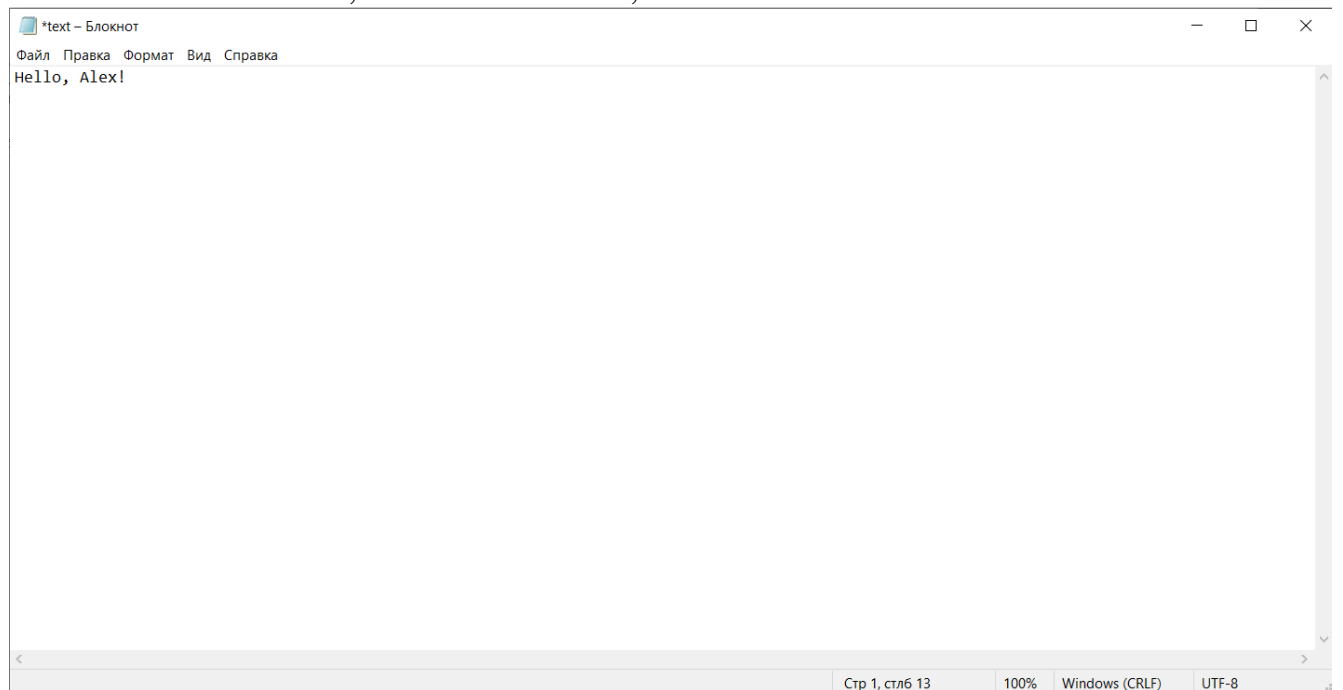 *text – Блокнот
Файл Правка Формат Вид Справка
Hello, Alex!
Стр 1, стлб 13 100% Windows (CRLF) UTF-8